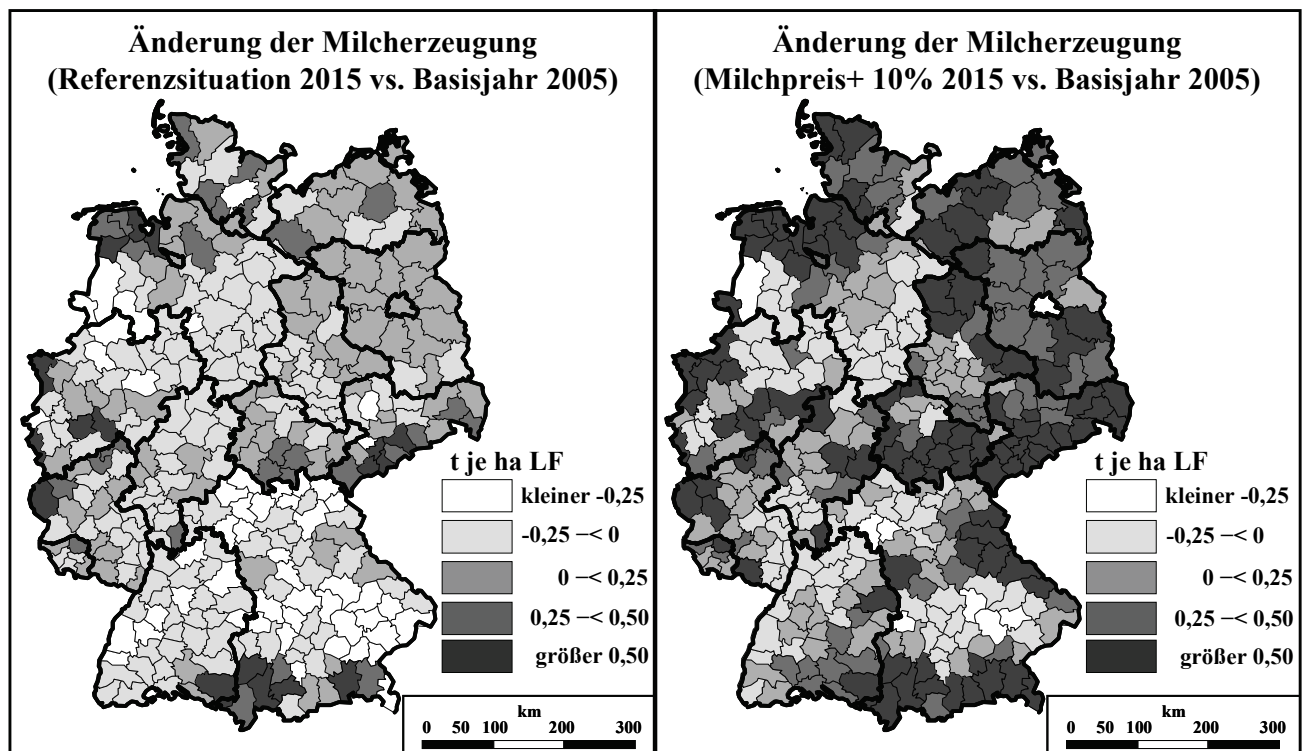 Änderung der Milcherzeugung
(Referenzsituation 2015 vs. Basisjahr 2005)
t je ha LF
kleiner -0,25
-0,25 –< 0
0 –< 0,25
0,25 –< 0,50
größer 0,50
km
0 50 100 200 300
Änderung der Milcherzeugung
(Milchpreis+ 10% 2015 vs. Basisjahr 2005)
t je ha LF
kleiner -0,25
-0,25 –< 0
0 –< 0,25
0,25 –< 0,50
größer 0,50
km
0 50 100 200 300